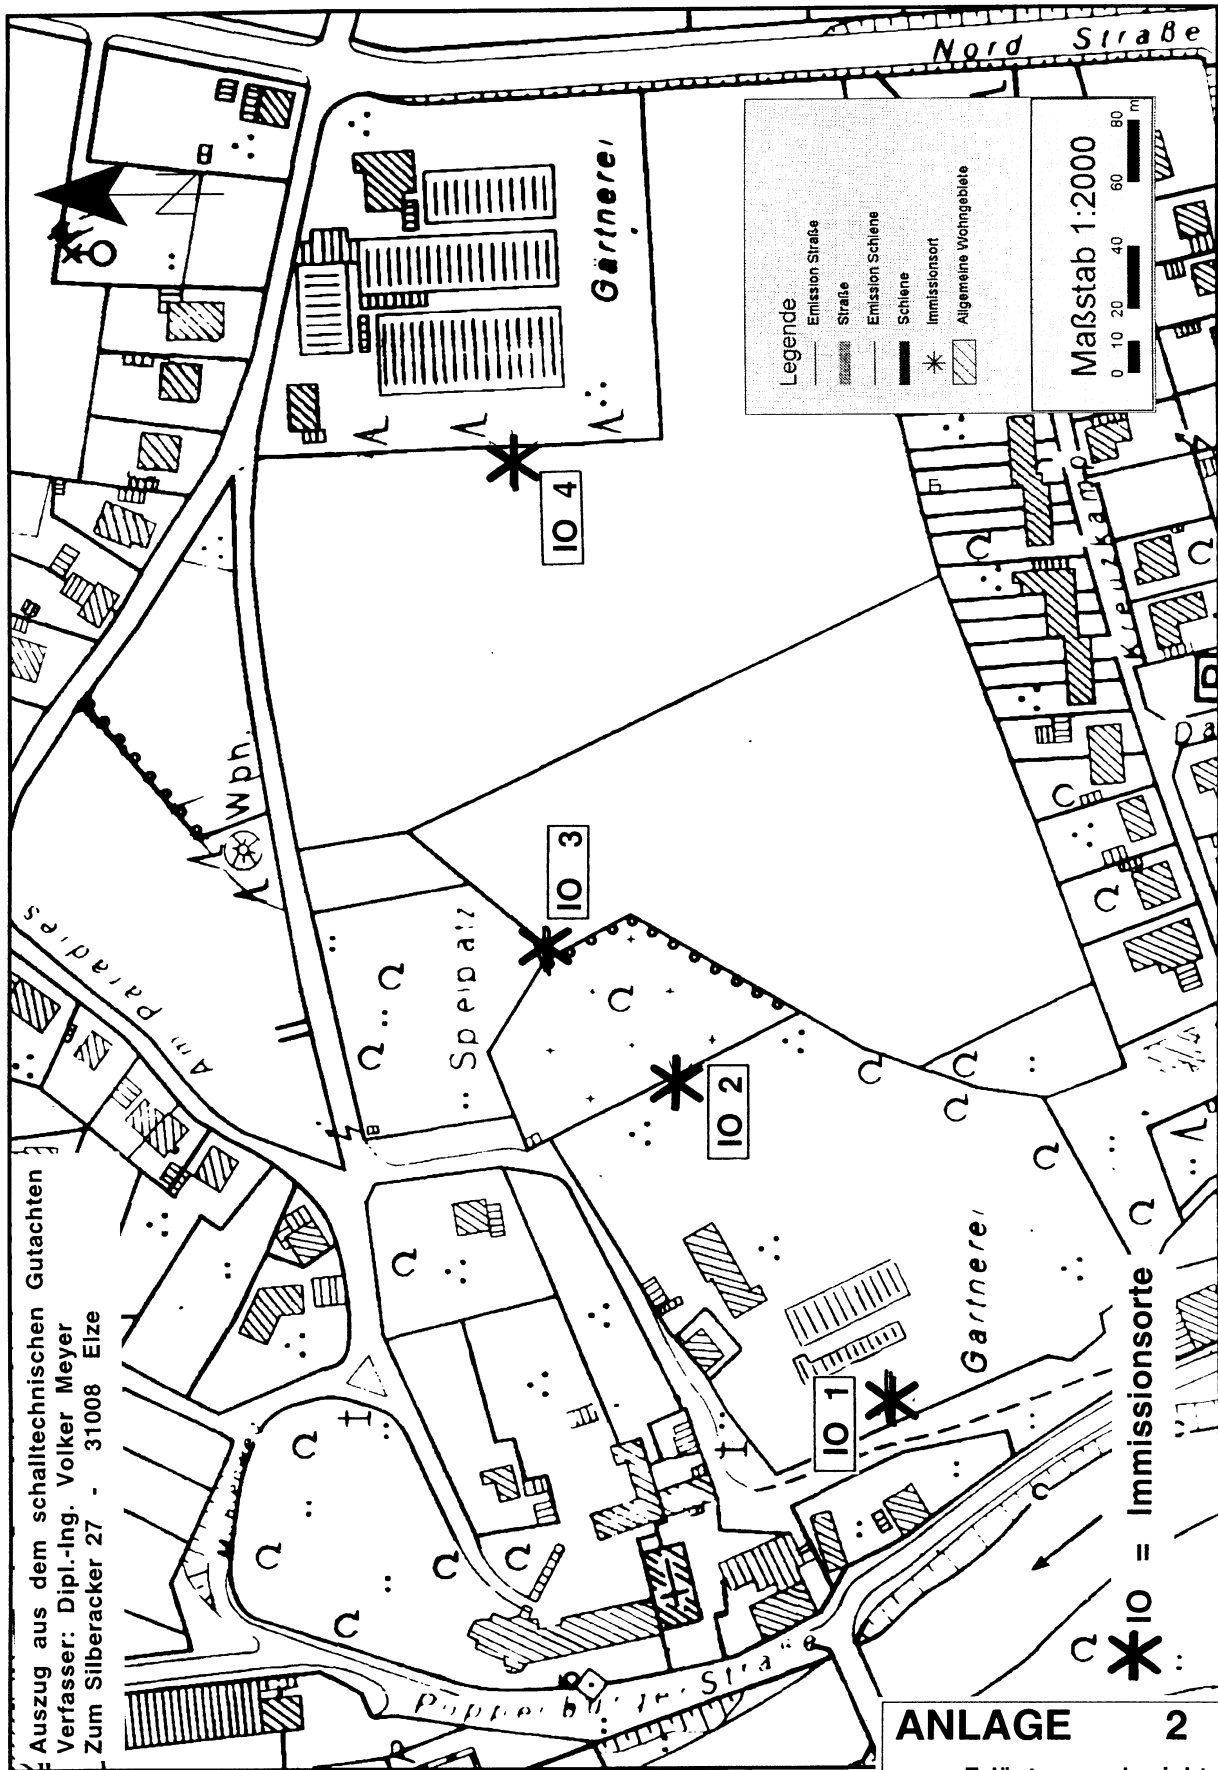 Auszug aus dem schalltechnischen Gutachten
Verfasser: Dipl.-Ing. Volker Meyer
Zum Silberacker 27 - 31008 Elze
Nord Straße
Gärtnerei
Legende
Emission Straße
Straße
Emission Schiene
Schiene
Immissionsort
Allgemeine Wohngebiete
Maßstab 1:2000
0 10 20 40 60 80 m
IO 4
Wbh.
IO 3
Am Paradies
Spielplatz
IO 2
Kreuzkamp
Gärtnerei
IO 1
Straße
IO = Immissionsorte
ANLAGE 2